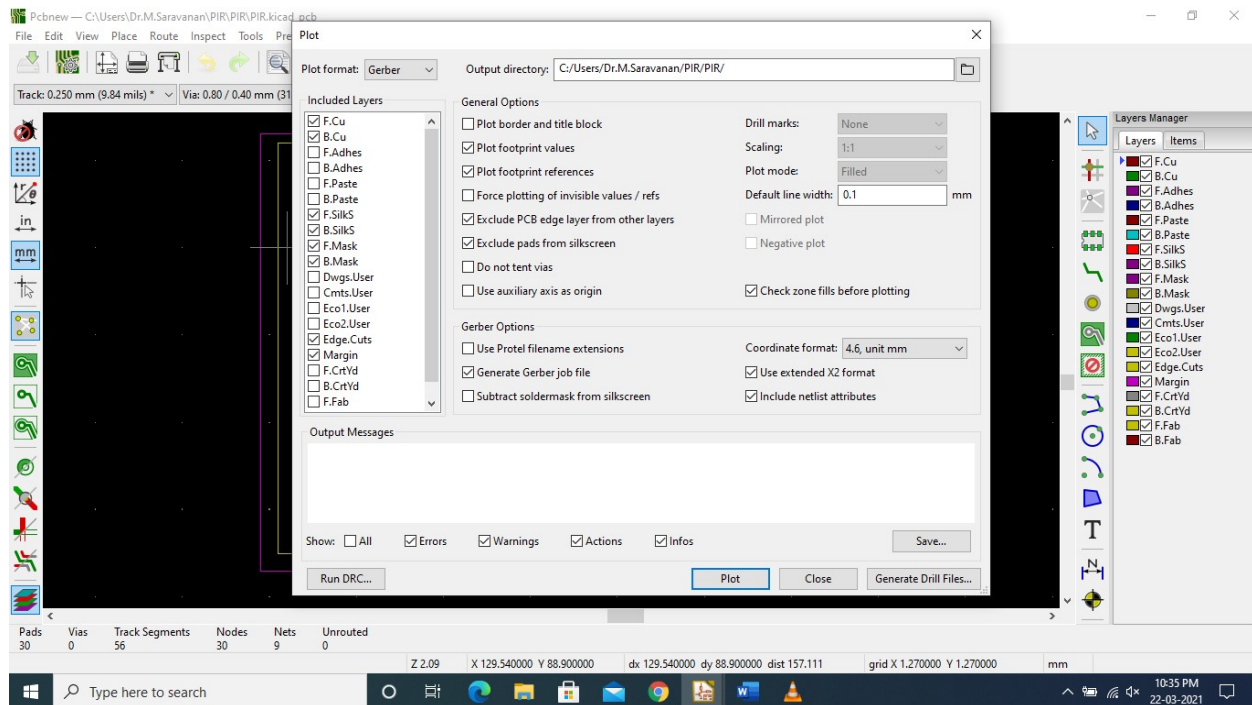 Pcbnew — C:\Users\Dr.M.Saravanan\PIR\PIR\PIR.kicad_pcb
File Edit View Place Route Inspect Tools Pre
Track: 0.250 mm (9.84 mils) * Via: 0.80 / 0.40 mm (31
in
mm
Plot
Plot format: Gerber Output directory: C:/Users/Dr.M.Saravanan/PIR/PIR/
Included Layers
F.Cu
B.Cu
F.Adhes
B.Adhes
F.Paste
B.Paste
F.SilkS
B.SilkS
F.Mask
B.Mask
Dwgs.User
Cmts.User
Eco1.User
Eco2.User
Edge.Cuts
Margin
F.CrtYd
B.CrtYd
F.Fab
General Options
Plot border and title block Drill marks: None
Plot footprint values Scaling: 1:1
Plot footprint references Plot mode: Filled
Force plotting of invisible values / refs Default line width: 0.1 mm
Exclude PCB edge layer from other layers Mirrored plot
Exclude pads from silkscreen Negative plot
Do not tent vias
Use auxiliary axis as origin Check zone fills before plotting
Gerber Options
Use Protel filename extensions Coordinate format: 4.6, unit mm
Generate Gerber job file Use extended X2 format
Subtract soldermask from silkscreen Include netlist attributes
Output Messages
Show: All Errors Warnings Actions Infos Save...
Run DRC... Plot Close Generate Drill Files...
Layers Manager
Layers Items
F.Cu
B.Cu
F.Adhes
B.Adhes
F.Paste
B.Paste
F.SilkS
B.SilkS
F.Mask
B.Mask
Dwgs.User
Cmts.User
Eco1.User
Eco2.User
Edge.Cuts
Margin
F.CrtYd
B.CrtYd
F.Fab
B.Fab
T
N
Pads Vias Track Segments Nodes Nets Unrouted
30 0 56 30 9 0
Z 2.09 X 129.540000 Y 88.900000 dx 129.540000 dy 88.900000 dist 157.111 grid X 1.270000 Y 1.270000 mm
Type here to search
10:35 PM
22-03-2021